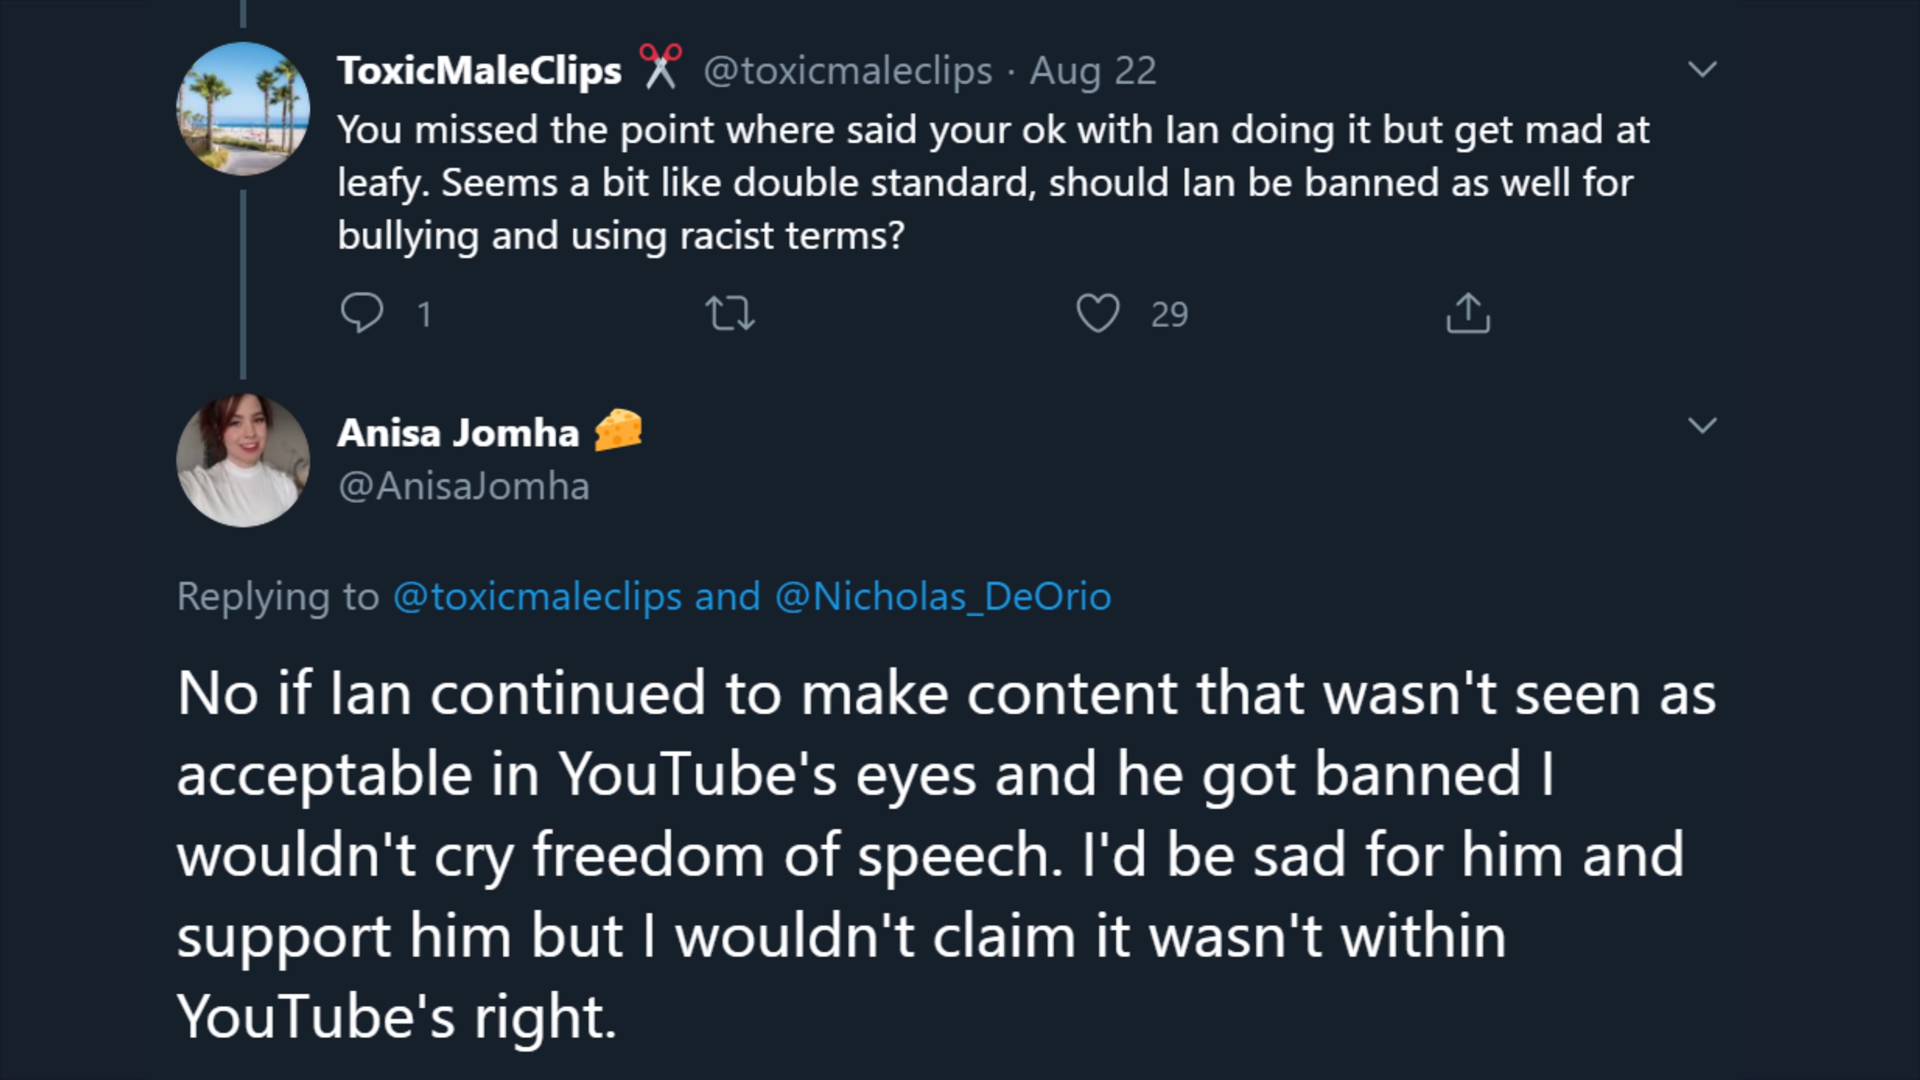 ToxicMaleClips ✂ @toxicmaleclips · Aug 22
You missed the point where said your ok with Ian doing it but get mad at
leafy. Seems a bit like double standard, should Ian be banned as well for
bullying and using racist terms?
1 29
Anisa Jomha 🧀
@AnisaJomha
Replying to @toxicmaleclips and @Nicholas_DeOrio
No if Ian continued to make content that wasn't seen as
acceptable in YouTube's eyes and he got banned I
wouldn't cry freedom of speech. I'd be sad for him and
support him but I wouldn't claim it wasn't within
YouTube's right.